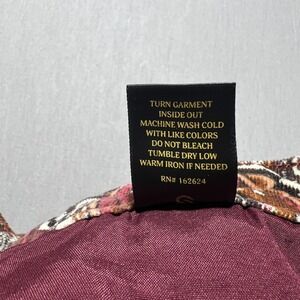 TURN GARMENT
INSIDE OUT
MACHINE WASH COLD
WITH LIKE COLORS
DO NOT BLEACH
TUMBLE DRY LOW
WARM IRON IF NEEDED
RN# 162624